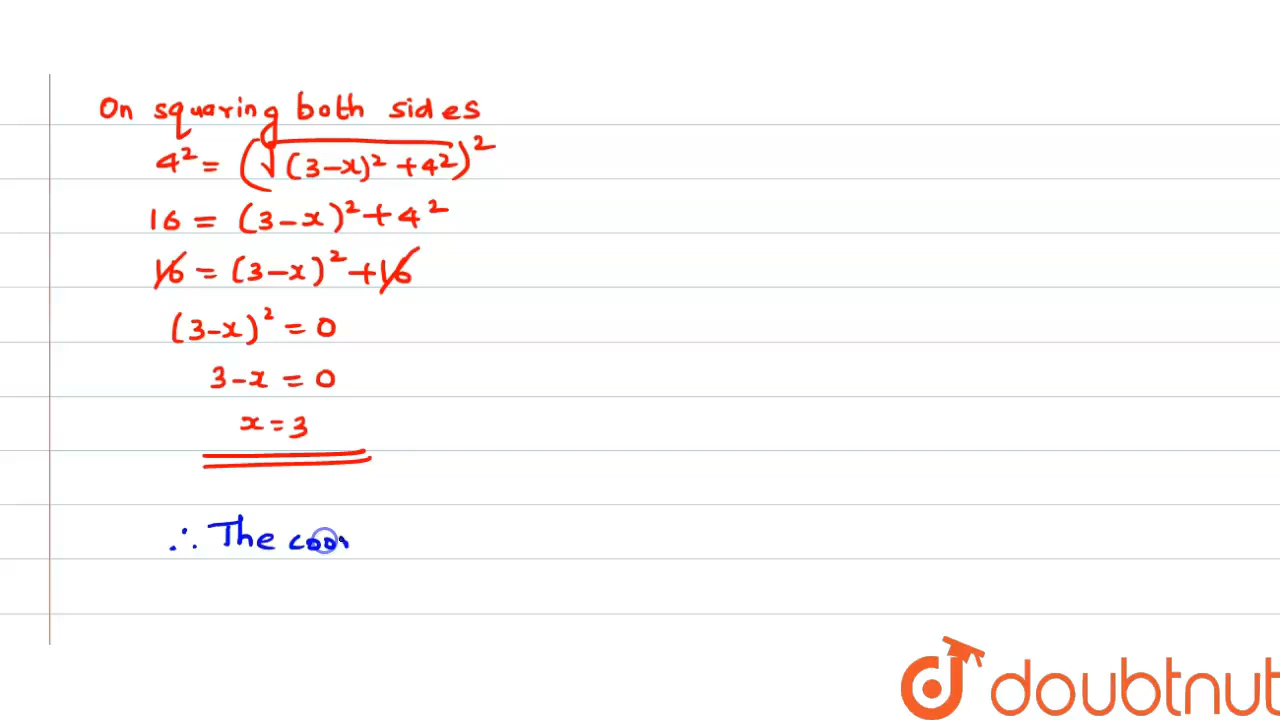 On squaring both sides
4² = (√(3-x)²+4²)²
16 = (3-x)²+4²
16 = (3-x)²+16
(3-x)² = 0
3-x = 0
x = 3
∴ The coor
doubtnut